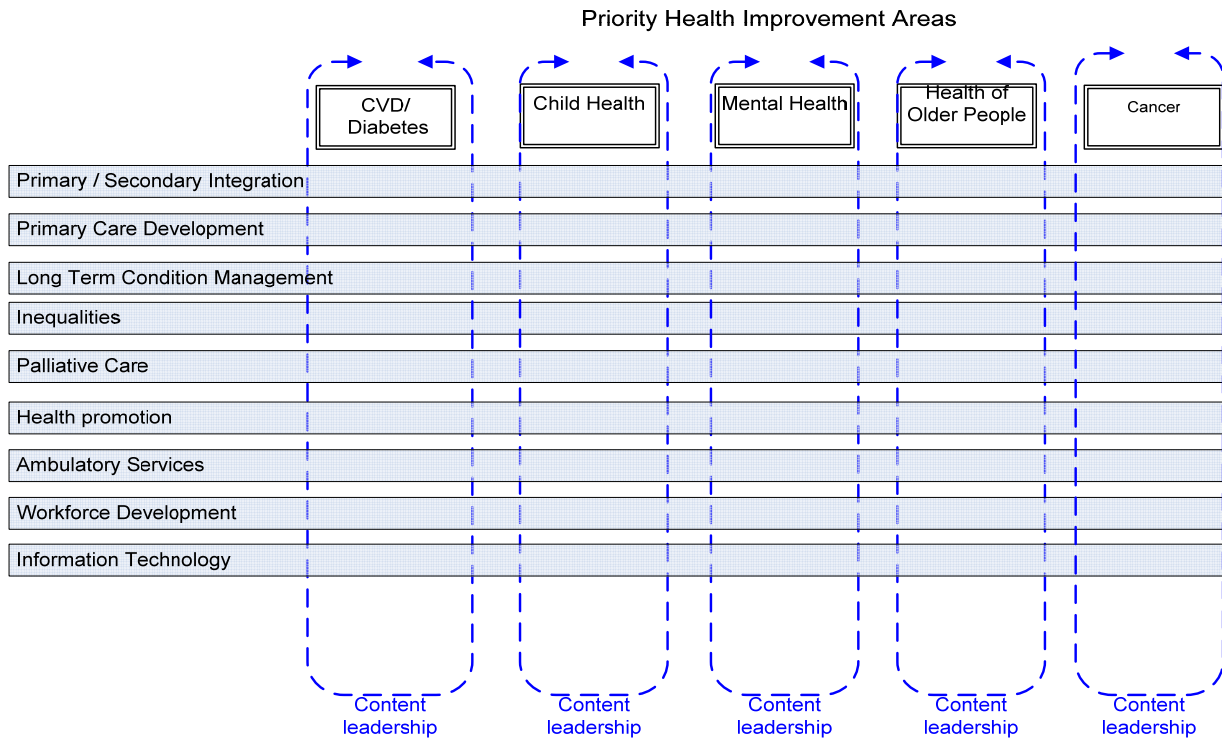 Priority Health Improvement Areas
CVD/
Diabetes
Child Health
Mental Health
Health of
Older People
Cancer
Primary / Secondary Integration
Primary Care Development
Long Term Condition Management
Inequalities
Palliative Care
Health promotion
Ambulatory Services
Workforce Development
Information Technology
Content
leadership
Content
leadership
Content
leadership
Content
leadership
Content
leadership